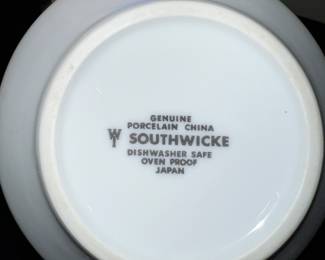 GENUINE
PORCELAIN CHINA
SOUTHWICKE
DISHWASHER SAFE
OVEN PROOF
JAPAN